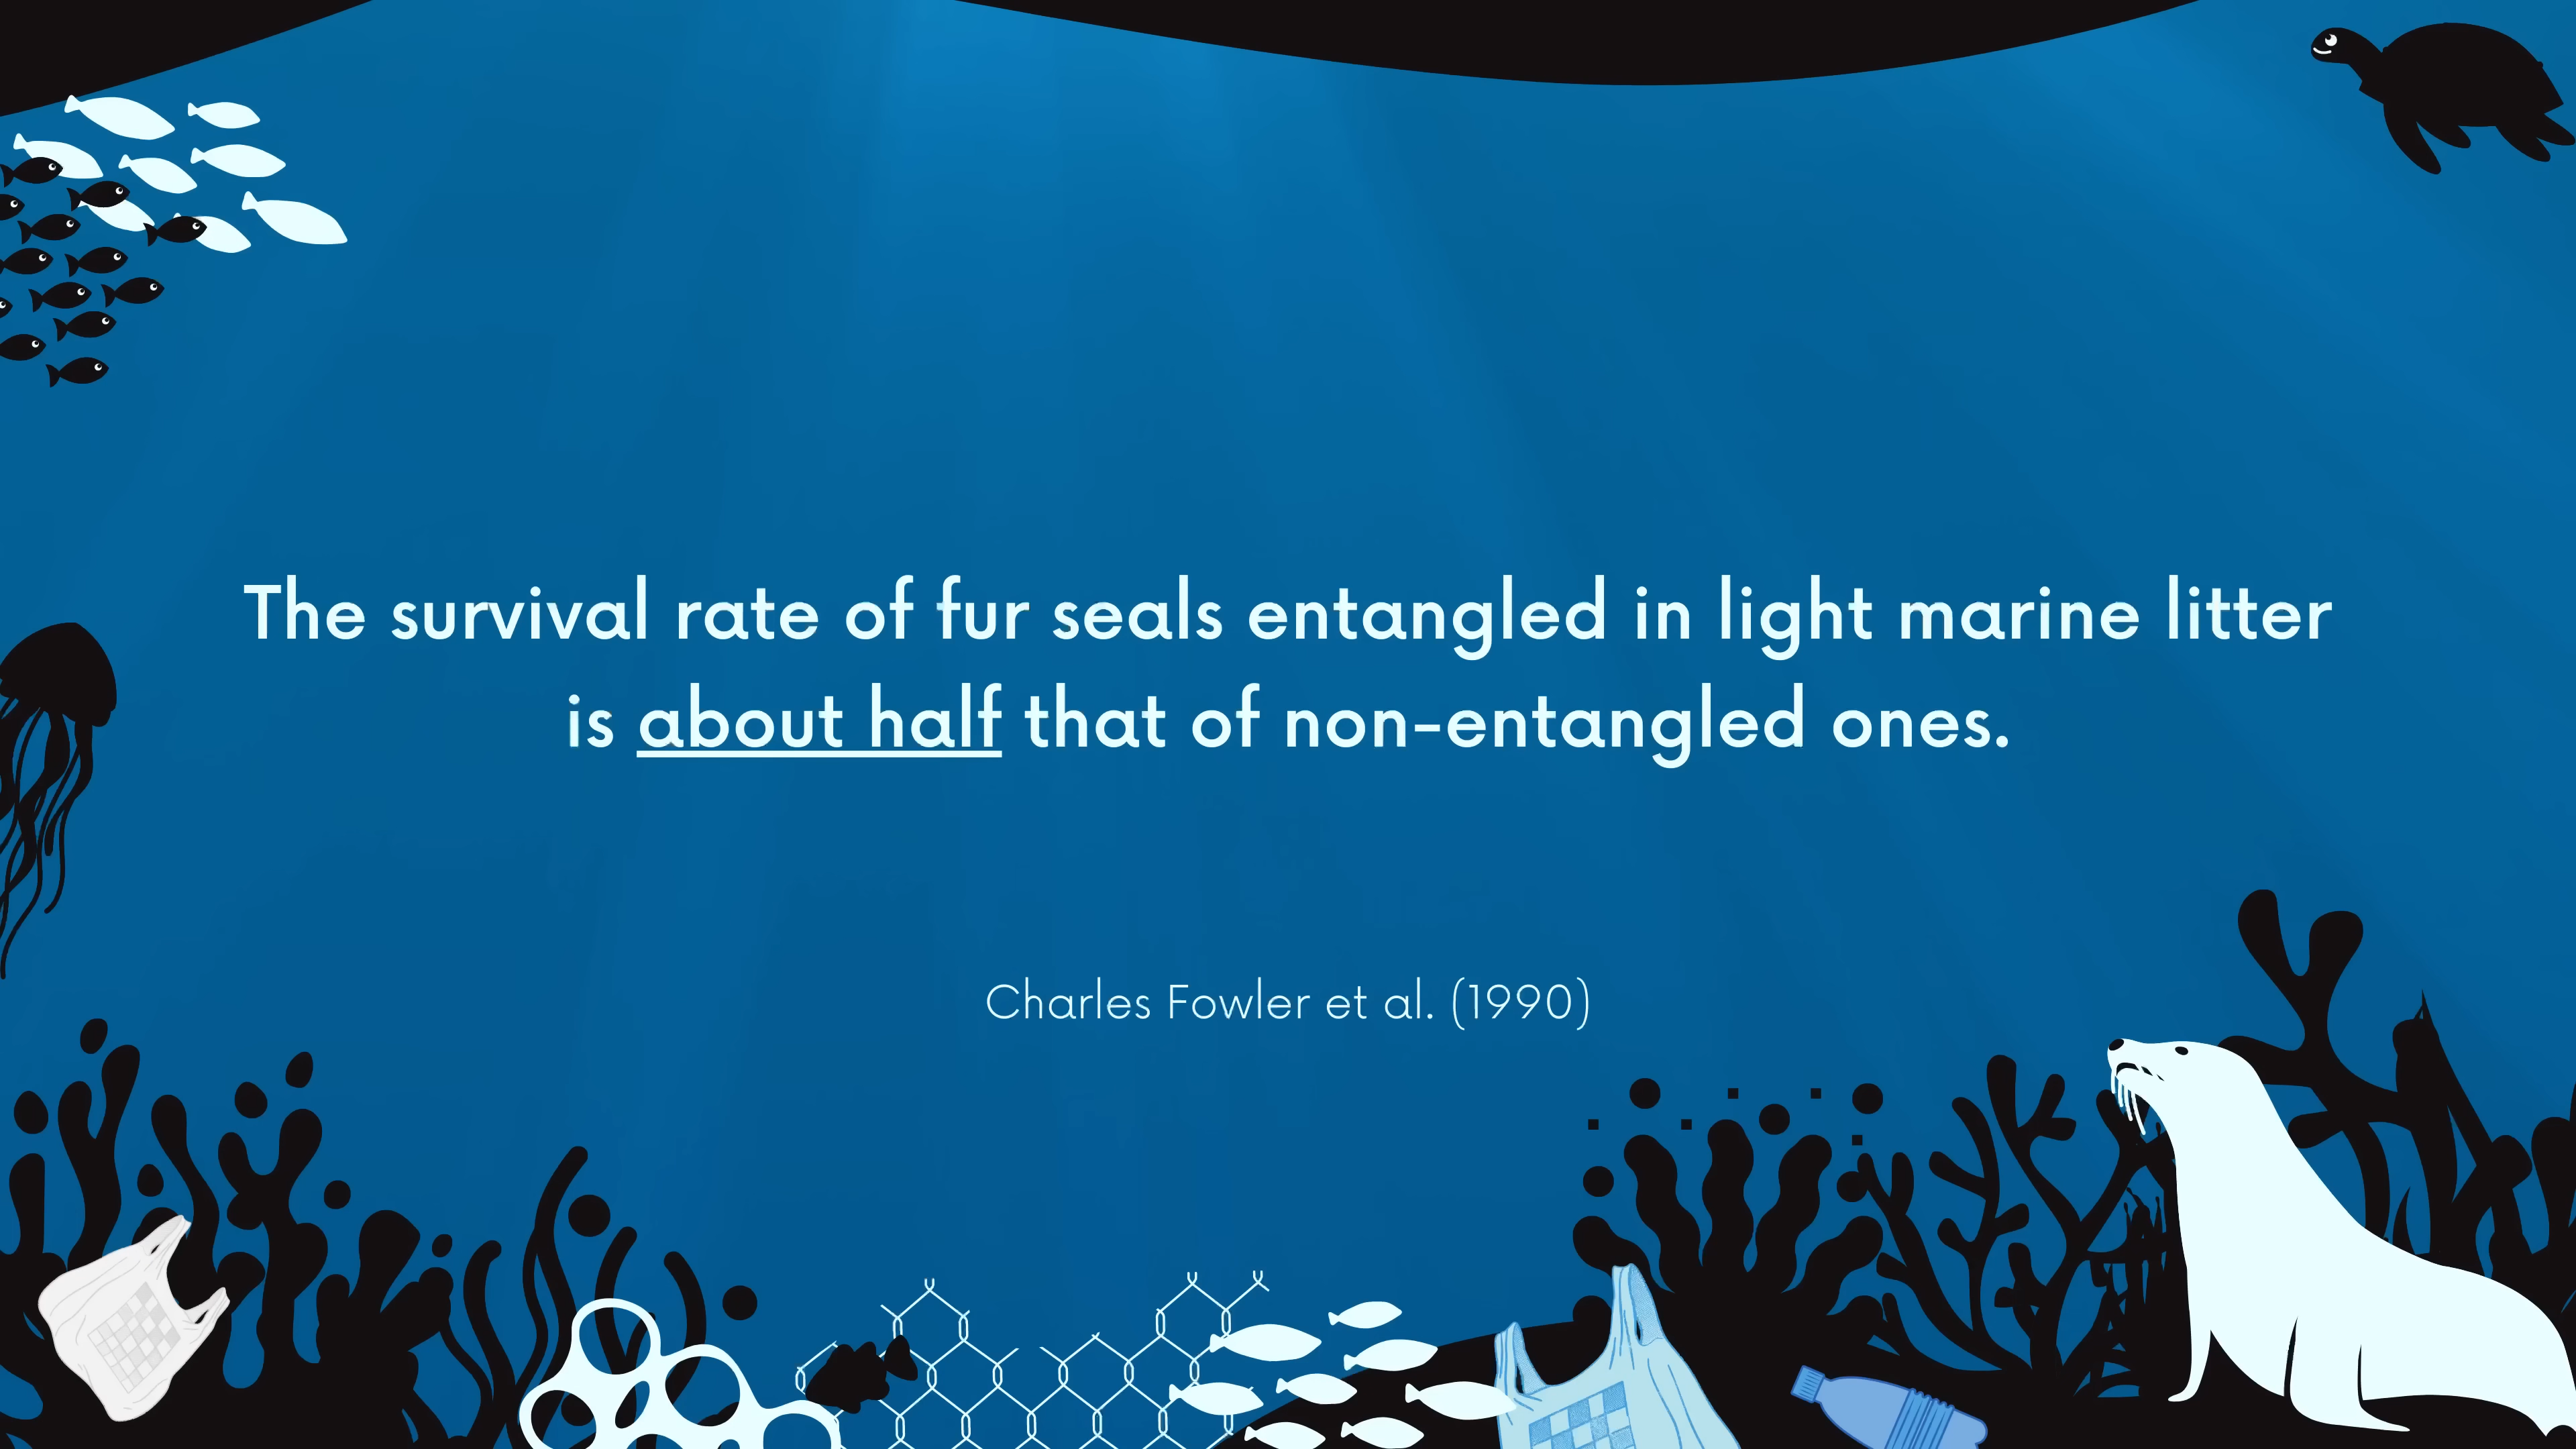 The survival rate of fur seals entangled in light marine litter
is about half that of non-entangled ones.
Charles Fowler et al. (1990)